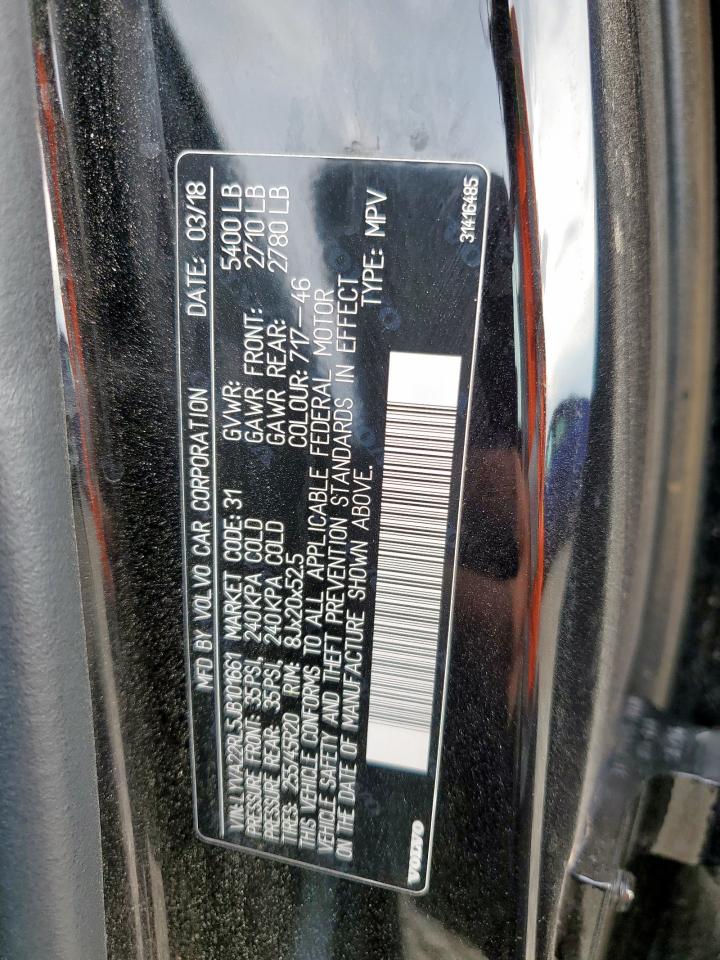 MFD BY VOLVO CAR CORPORATION DATE: 03/18
VIN:LYVA22RL5JB101661 MARKET CODE: 31 GVWR: 5400 LB
PRESSURE FRONT: 35PSI, 240KPA COLD GAWR FRONT: 2710 LB
PRESSURE REAR: 35PSI, 240KPA COLD GAWR REAR: 2780 LB
TIRES: 255/45R20 RIN: 8Jx20x52.5 COLOUR: 717—46
THIS VEHICLE CONFORMS TO ALL APPLICABLE FEDERAL MOTOR
VEHICLE SAFETY AND THEFT PREVENTION STANDARDS IN EFFECT
ON THE DATE OF MANUFACTURE SHOWN ABOVE. TYPE: MPV
VOLVO 31416485